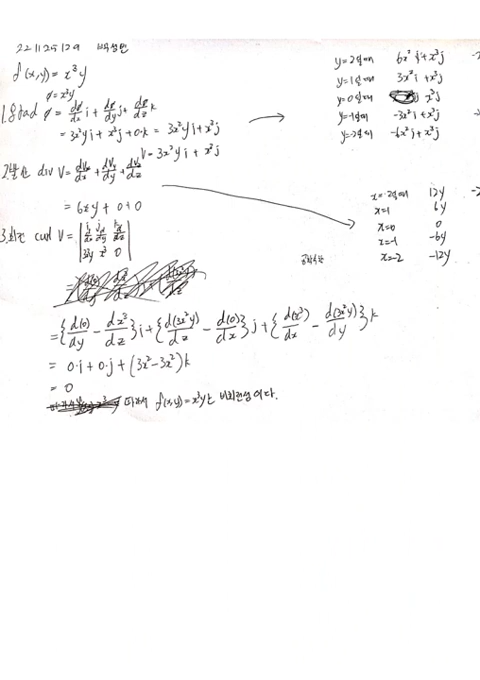 f(x,y) = x³y
φ = x³y
1. grad φ = dφ/dx i + dφ/dy j + dφ/dz k
= 3x²y i + x³ j + 0·k = 3x²y i + x³ j
V = 3x²y i + x³ j
2. 발산 div V = dV₁/dx + dV₂/dy + dV₃/dz
= 6xy + 0 + 0
3. 회전 curl V = | i j k
d/dx d/dy d/dz
3x²y x³ 0 |
= {d(0)/dy - dx³/dz} i + {d(3x²y)/dz - d(0)/dx} j + {d(x³)/dx - d(3x²y)/dy} k
= 0·i + 0·j + (3x² - 3x²) k
= 0
따라서 f(x,y) = x³y는 비회전성이다.
y=2일때 6x² i + x³ j
y=1일때 3x² i + x³ j
y=0일때 x³ j
y=-1일때 -3x² i + x³ j
y=-2일때 -6x² i + x³ j
x=2일때 12y
x=1 6y
x=0 0
x=-1 -6y
x=-2 -12y